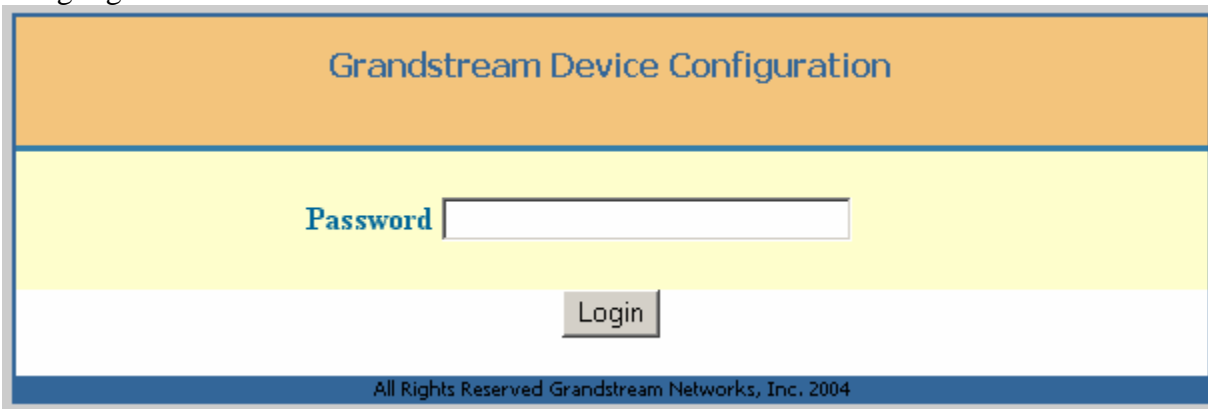 Grandstream Device Configuration
Password
Login
All Rights Reserved Grandstream Networks, Inc. 2004